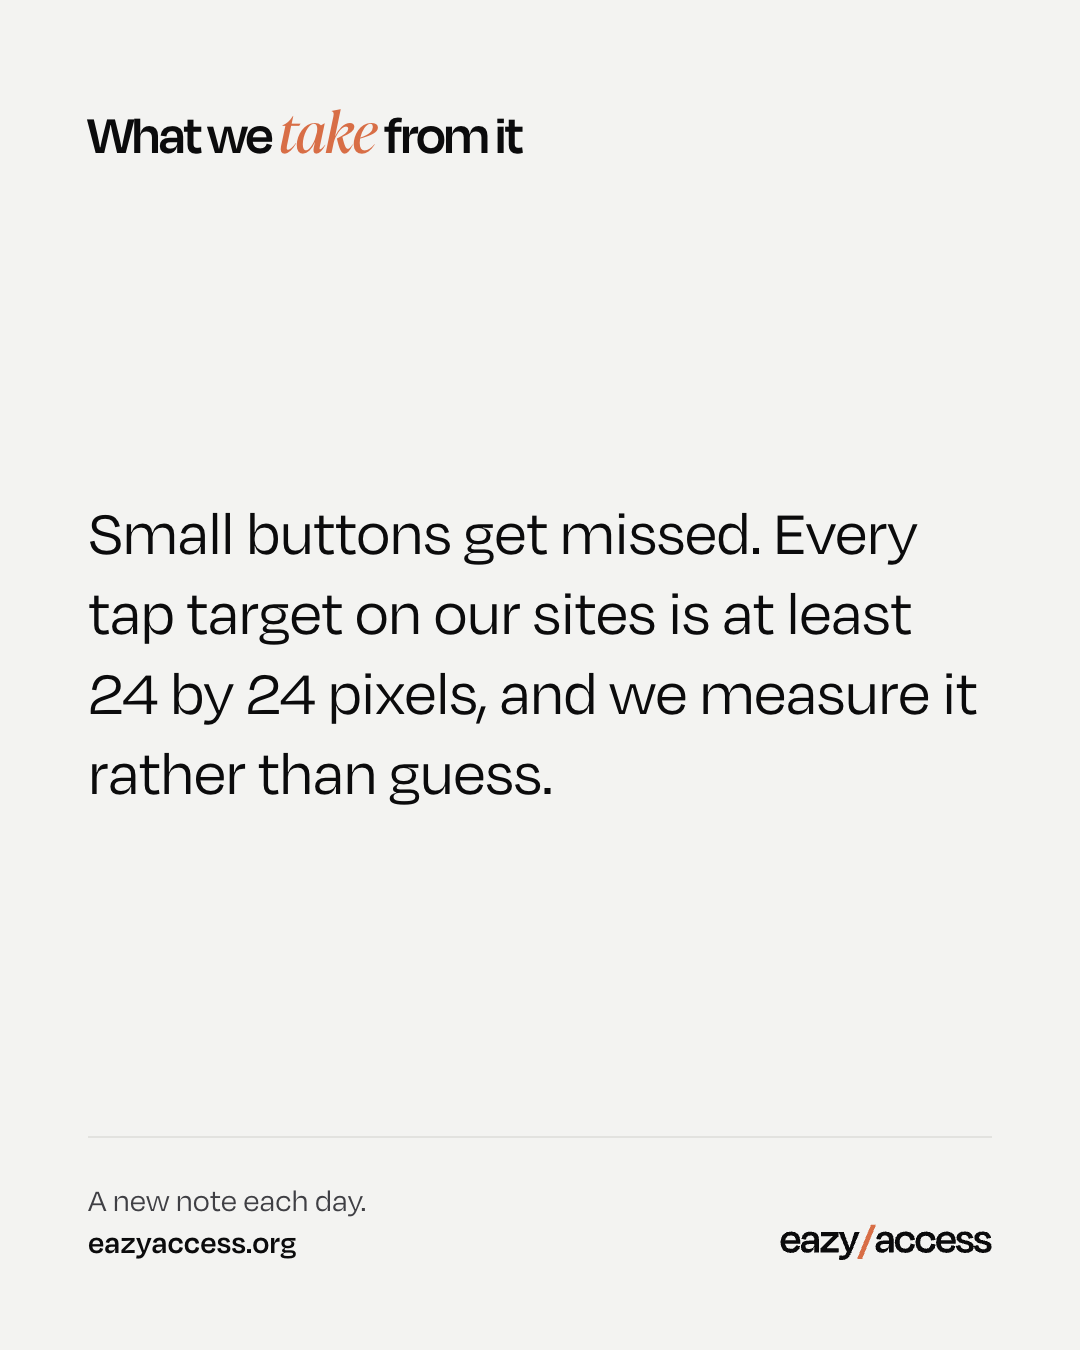 What we take from it
Small buttons get missed. Every
tap target on our sites is at least
24 by 24 pixels, and we measure it
rather than guess.
A new note each day.
eazyaccess.org
eazy/access